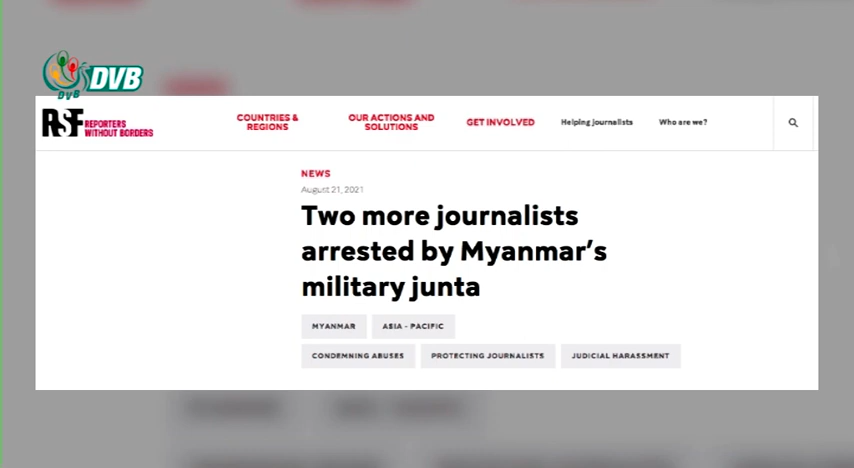 DVB
DVB
RSF REPORTERS
WITHOUT BORDERS
COUNTRIES &
REGIONS
OUR ACTIONS AND
SOLUTIONS
GET INVOLVED
Helping journalists
Who are we?
NEWS
August 21, 2021
Two more journalists
arrested by Myanmar's
military junta
MYANMAR
ASIA - PACIFIC
CONDEMNING ABUSES
PROTECTING JOURNALISTS
JUDICIAL HARASSMENT